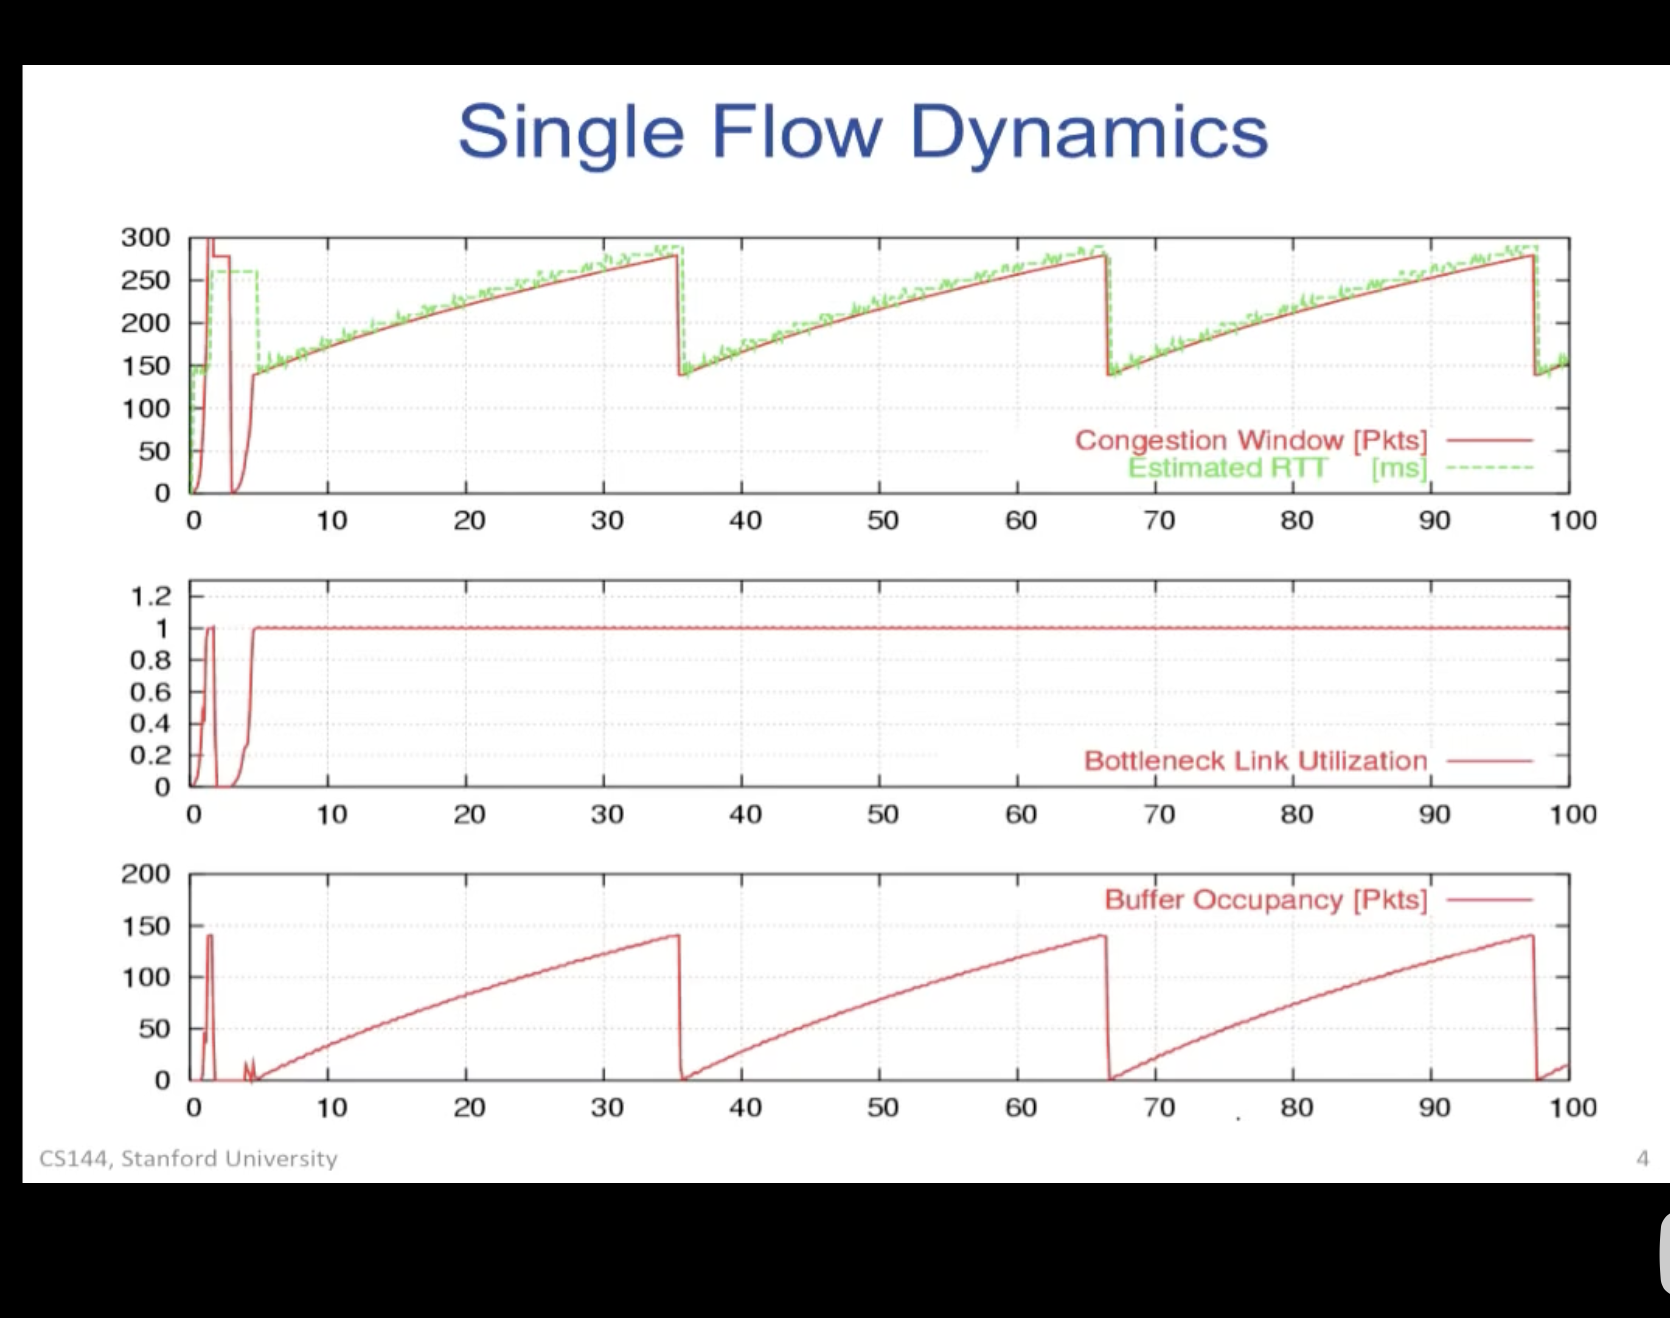 Single Flow Dynamics
300
250
200
150
100
50
0
Congestion Window [Pkts]
Estimated RTT [ms]
0 10 20 30 40 50 60 70 80 90 100
1.2
1
0.8
0.6
0.4
0.2
0
Bottleneck Link Utilization
0 10 20 30 40 50 60 70 80 90 100
200
150
100
50
0
Buffer Occupancy [Pkts]
0 10 20 30 40 50 60 70 80 90 100
CS144, Stanford University
4